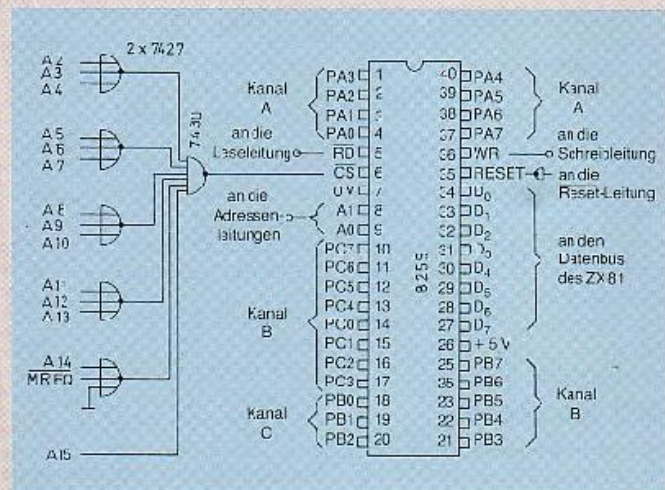 2 x 7427
A2
A3
A4
A5
A6
A7
A8
A9
A10
A11
A12
A13
A14
MREQ
A15
7430
Kanal
A
an die
Leseleitung
an die
Adressen-
leitungen
Kanal
B
Kanal
C
PA3 1
PA2 2
PA1 3
PA0 4
RD 5
CS 6
0V 7
A1 8
A0 9
PC7 10
PC6 11
PC5 12
PC4 13
PC0 14
PC1 15
PC2 16
PC3 17
PB0 18
PB1 19
PB2 20
8255
40 PA4
39 PA5
38 PA6
37 PA7
36 WR
35 RESET
34 D0
33 D1
32 D2
31 D3
30 D4
29 D5
28 D6
27 D7
26 +5V
25 PB7
PB6
23 PB5
22 PB4
21 PB3
Kanal
A
an die
Schreibleitung
an die
Reset-Leitung
an den
Datenbus
des ZX81
Kanal
B